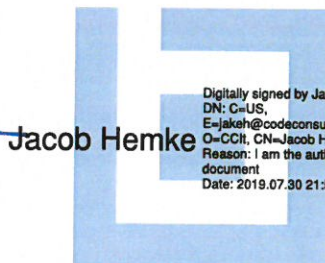 Jacob Hemke
Digitally signed by Ja
DN: C=US,
E=jakeh@codeconsu
O=CCIt, CN=Jacob H
Reason: I am the auth
document
Date: 2019.07.30 21: